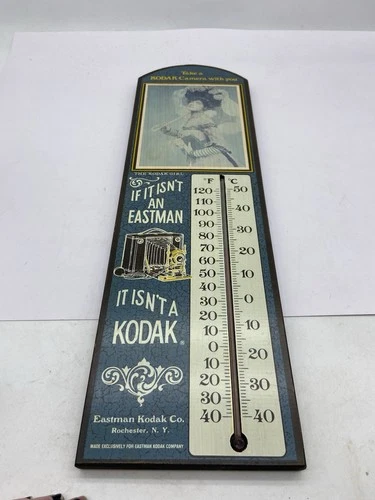 Take a
KODAK Camera with you
THE KODAK GIRL
IF IT ISN'T
AN
EASTMAN
IT ISN'T A
KODAK®
Eastman Kodak Co.
Rochester, N. Y.
MADE EXCLUSIVELY FOR EASTMAN KODAK COMPANY
°F °C
120 50
110
100 40
90
80 30
70
60 20
50
40 10
30
20 0
10
0 10
10 20
20
30 30
40 40